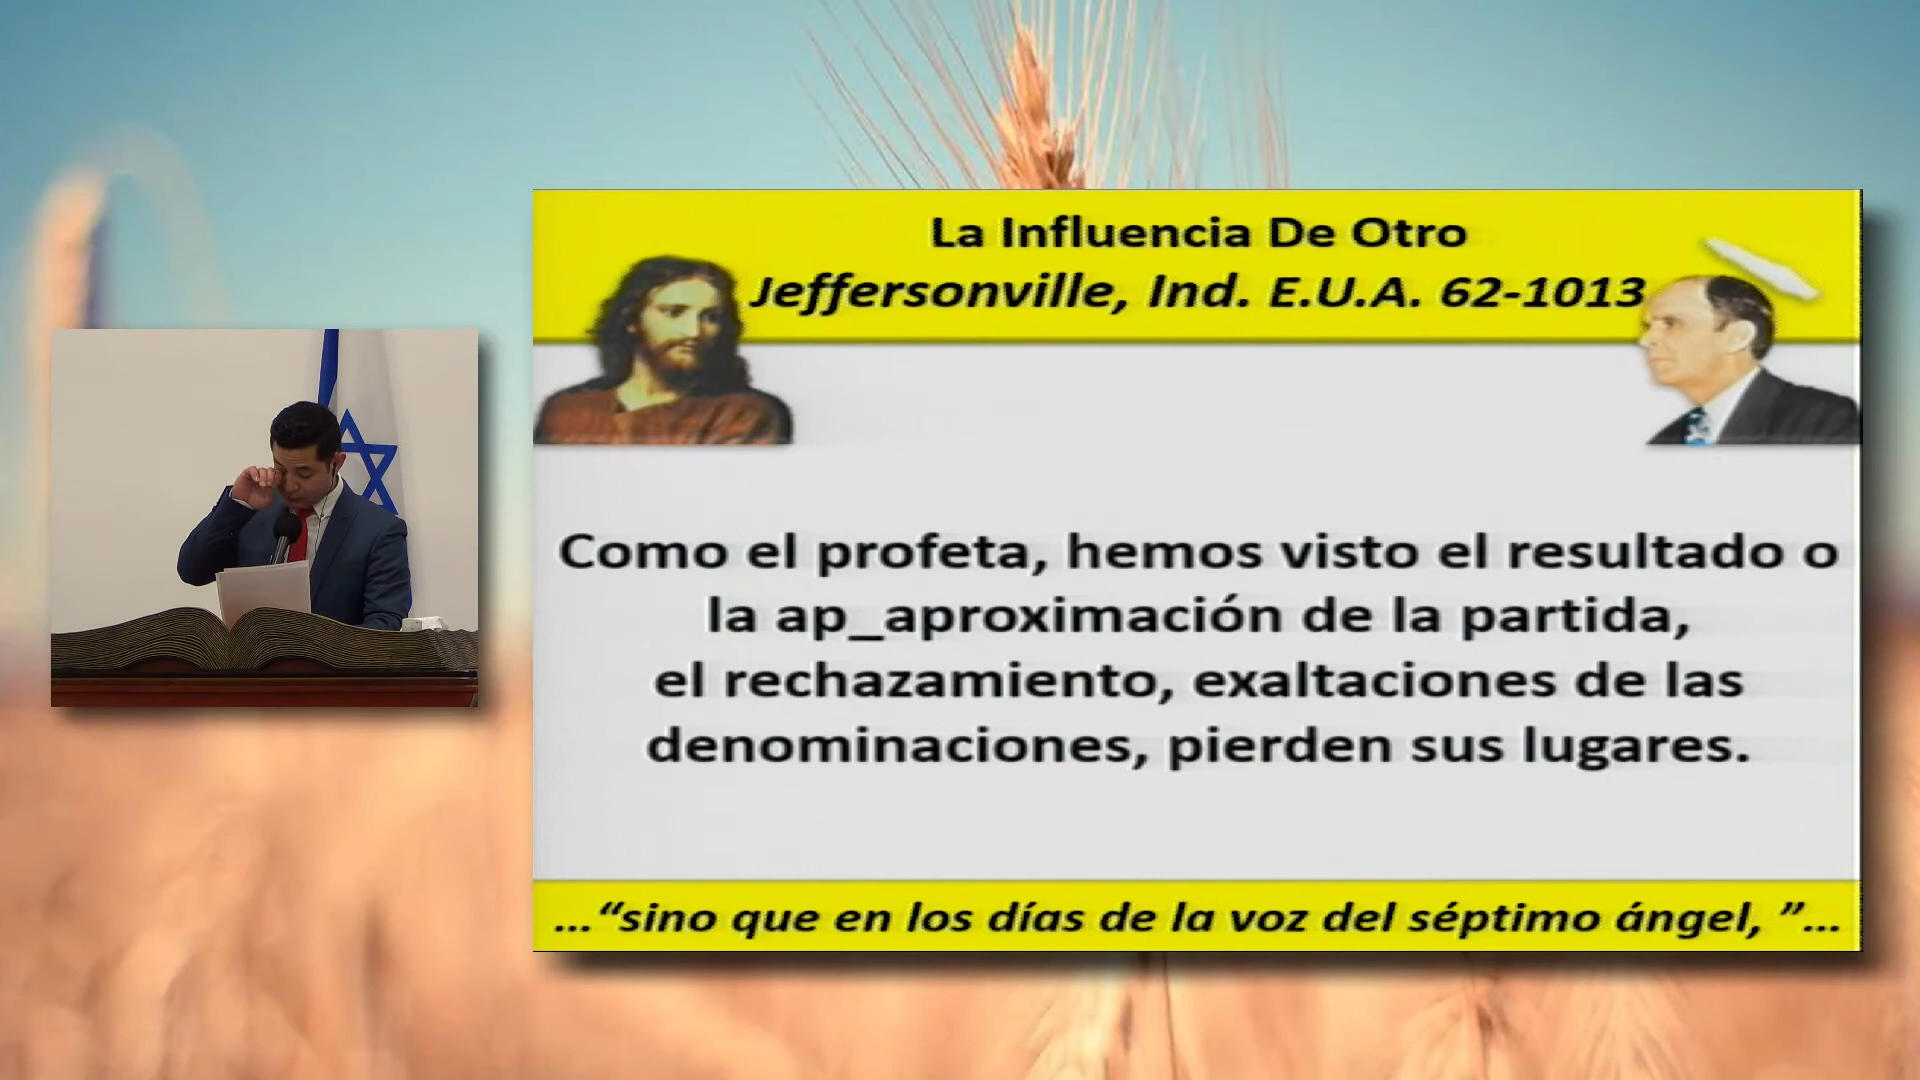 La Influencia De Otro
Jeffersonville, Ind. E.U.A. 62-1013
Como el profeta, hemos visto el resultado o
la ap_aproximación de la partida,
el rechazamiento, exaltaciones de las
denominaciones, pierden sus lugares.
...“sino que en los días de la voz del séptimo ángel, ”...